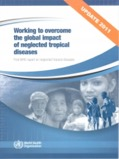 UPDATE 2011
Working to overcome
the global impact
of neglected tropical
diseases
World Health
Organization